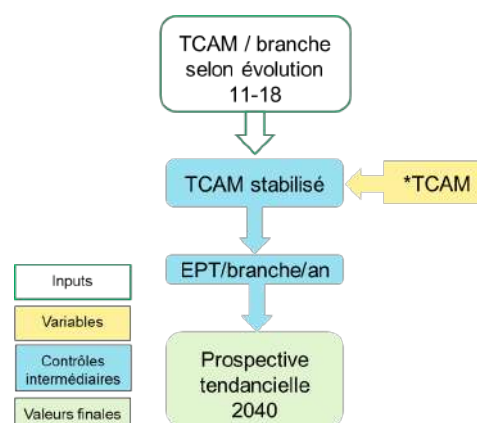 TCAM / branche
selon évolution
11-18
TCAM stabilisé
*TCAM
EPT/branche/an
Inputs
Variables
Contrôles
intermédiaires
Valeurs finales
Prospective
tendancielle
2040